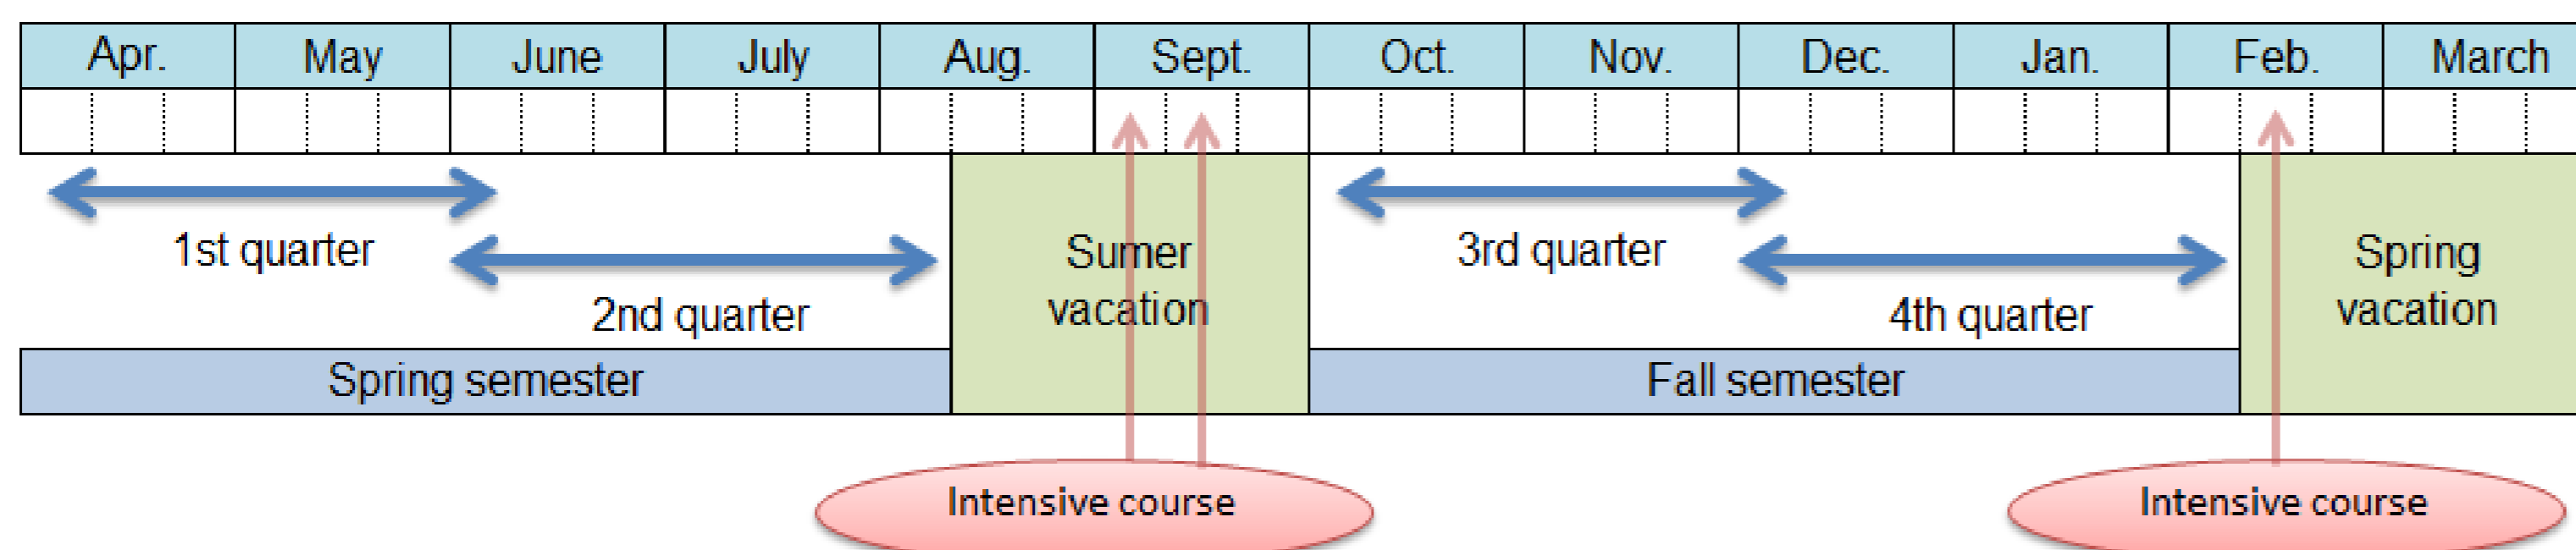 Apr. May June July Aug. Sept. Oct. Nov. Dec. Jan. Feb. March
1st quarter
2nd quarter
Sumer
vacation
3rd quarter
4th quarter
Spring
vacation
Spring semester
Fall semester
Intensive course
Intensive course